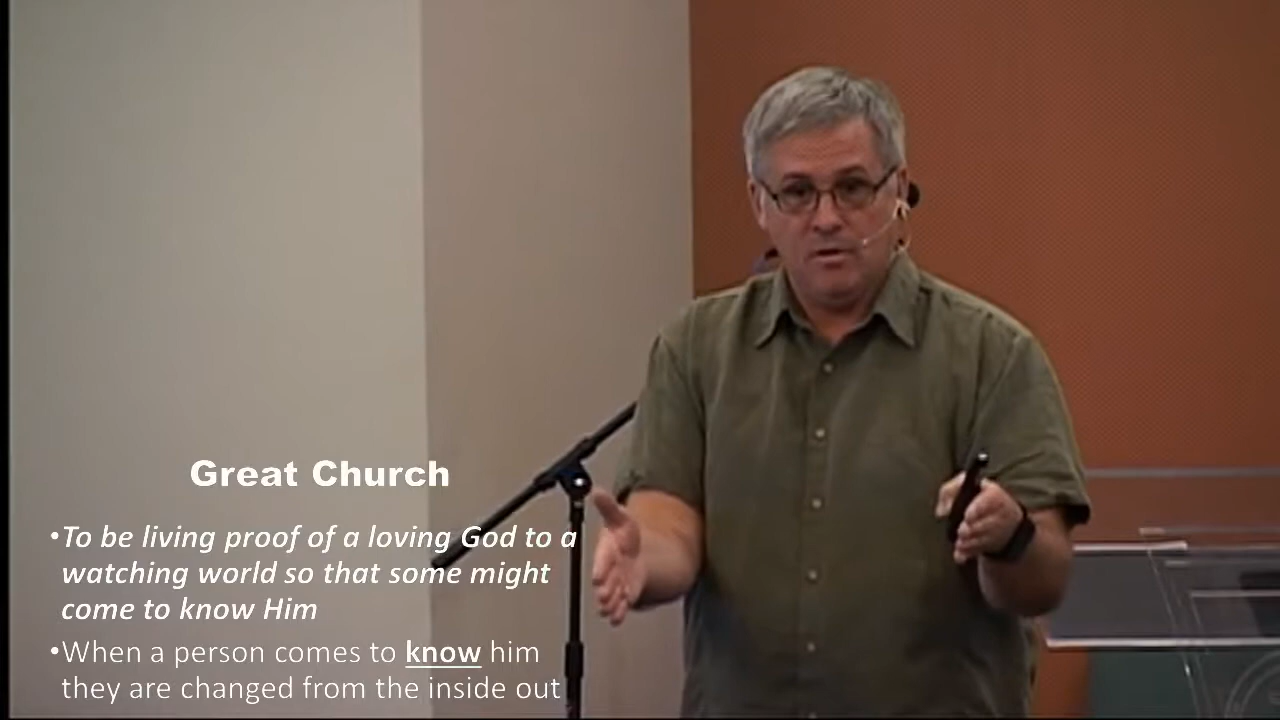 Great Church
•To be living proof of a loving God to a
watching world so that some might
come to know Him
•When a person comes to know him
they are changed from the inside out